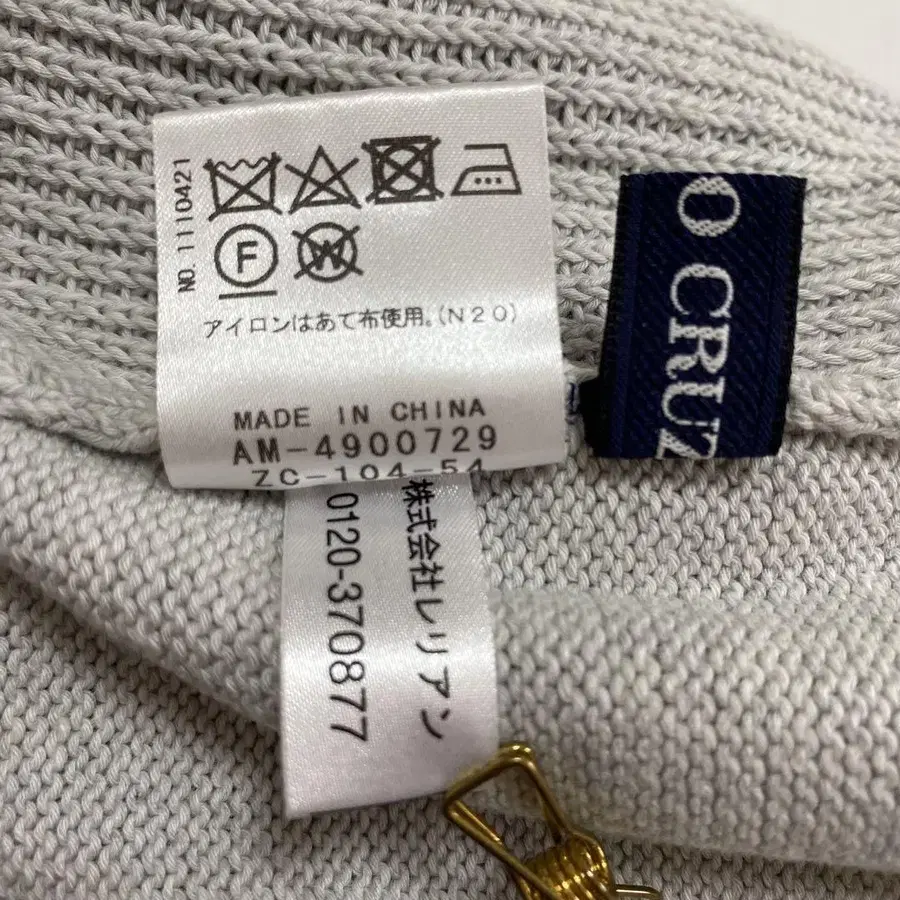 NO.1110421
F
W
アイロンはあて布使用。(N20)
MADE IN CHINA
AM-4900729
ZC-104-54
株式会社レリアン
0120-370877
O CRUZ